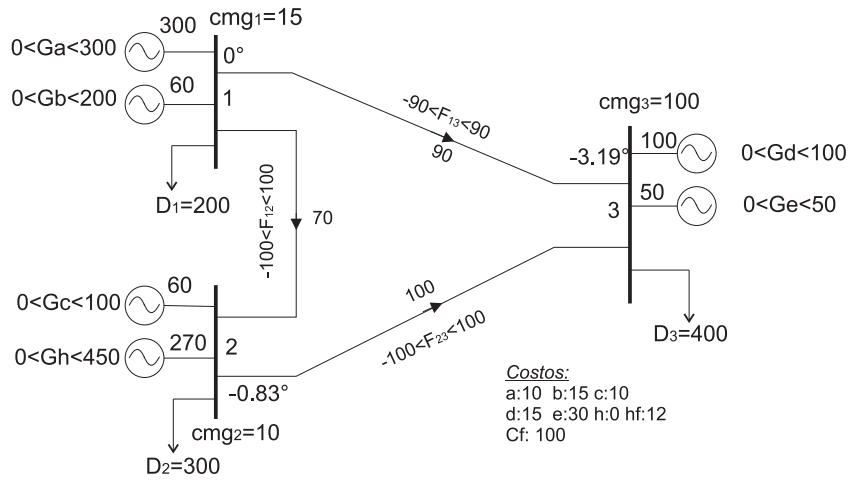 cmg₁=15
300
0<Ga<300
0°
60
0<Gb<200
1
D₁=200
-90<F₁₃<90
90
-100<F₁₂<100
70
cmg₃=100
100
-3.19°
0<Gd<100
50
3
0<Ge<50
D₃=400
60
0<Gc<100
270
0<Gh<450
2
-0.83°
cmg₂=10
D₂=300
100
-100<F₂₃<100
Costos:
a:10 b:15 c:10
d:15 e:30 h:0 hf:12
Cf: 100